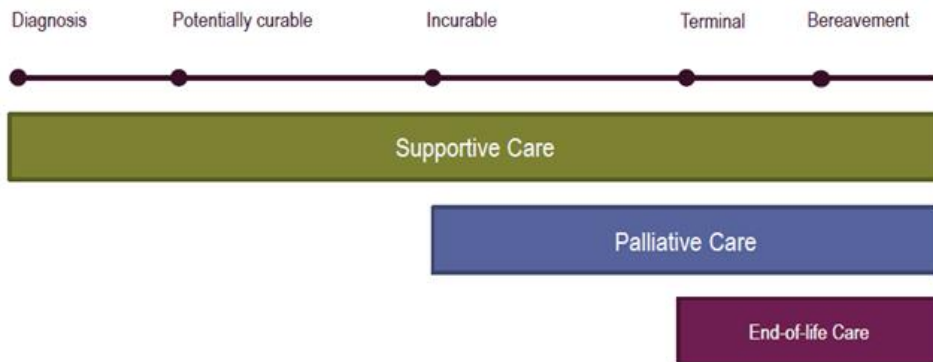 Diagnosis Potentially curable Incurable Terminal Bereavement
Supportive Care
Palliative Care
End-of-life Care